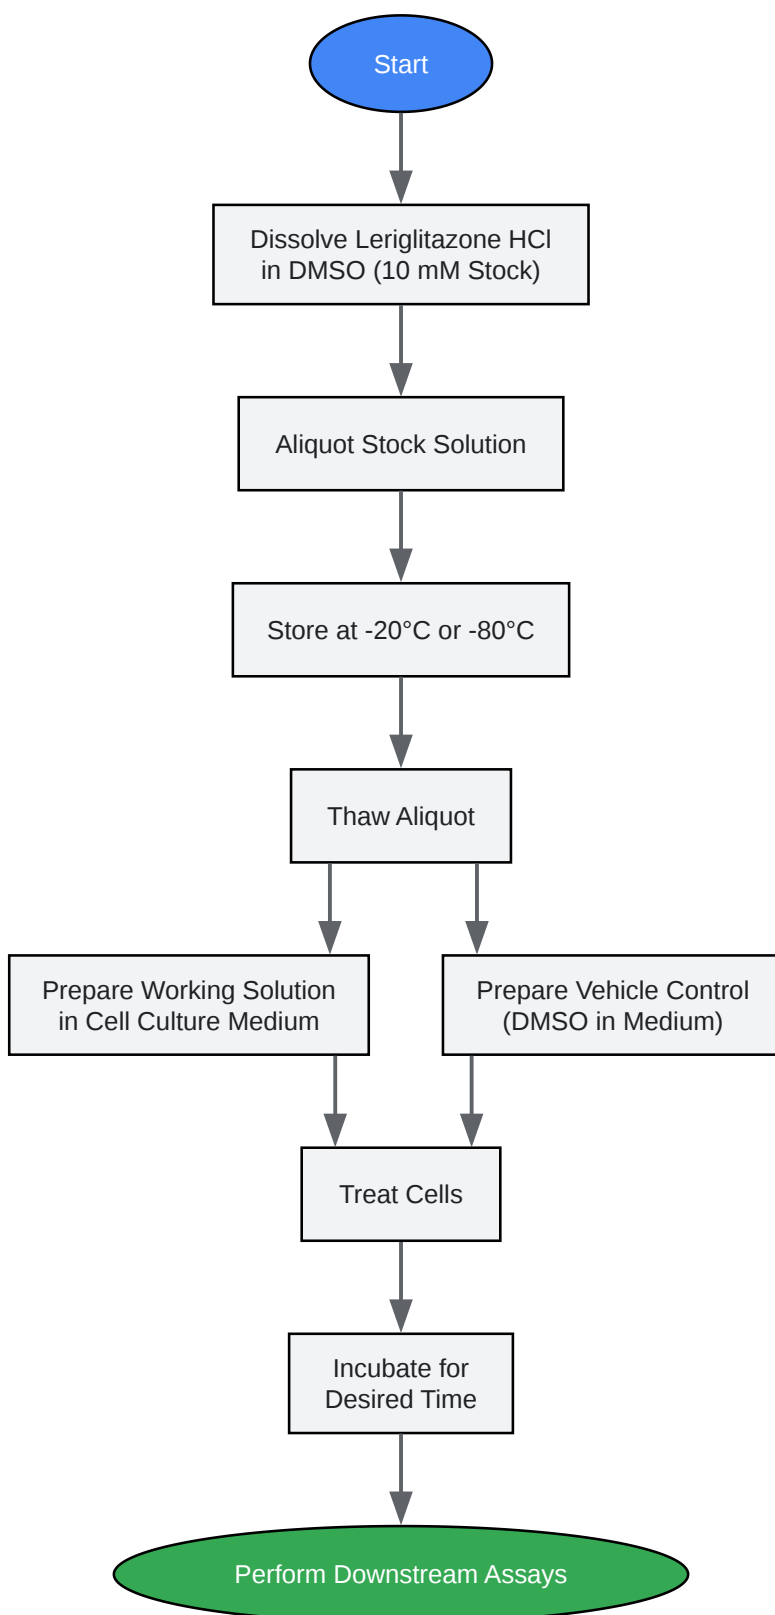 Start
Dissolve Leriglitazone HCl
in DMSO (10 mM Stock)
Aliquot Stock Solution
Store at -20°C or -80°C
Thaw Aliquot
Prepare Working Solution
in Cell Culture Medium
Prepare Vehicle Control
(DMSO in Medium)
Treat Cells
Incubate for
Desired Time
Perform Downstream Assays